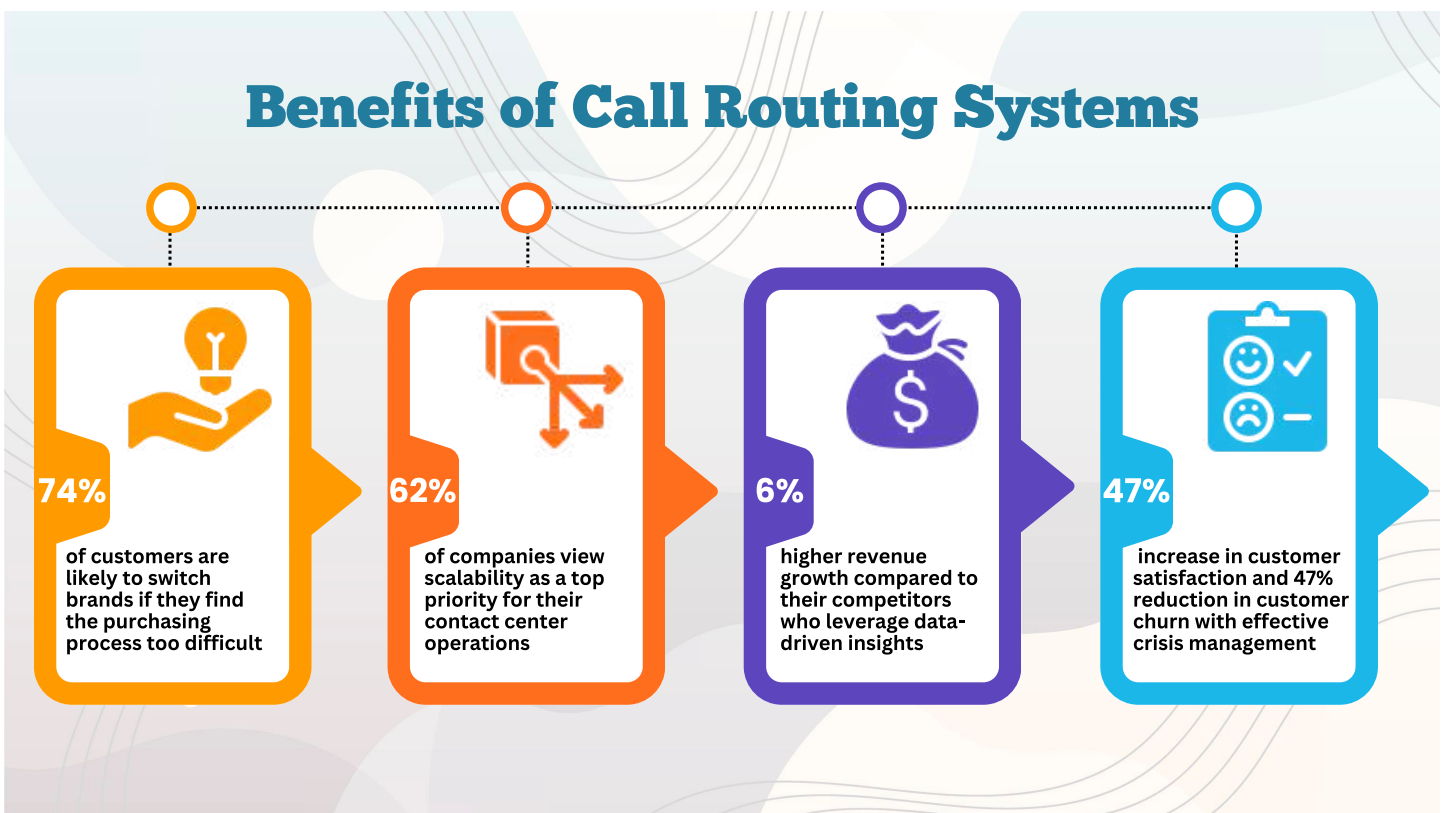 Benefits of Call Routing Systems
74%
of customers are
likely to switch
brands if they find
the purchasing
process too difficult
62%
of companies view
scalability as a top
priority for their
contact center
operations
$
6%
higher revenue
growth compared to
their competitors
who leverage data-
driven insights
47%
increase in customer
satisfaction and 47%
reduction in customer
churn with effective
crisis management